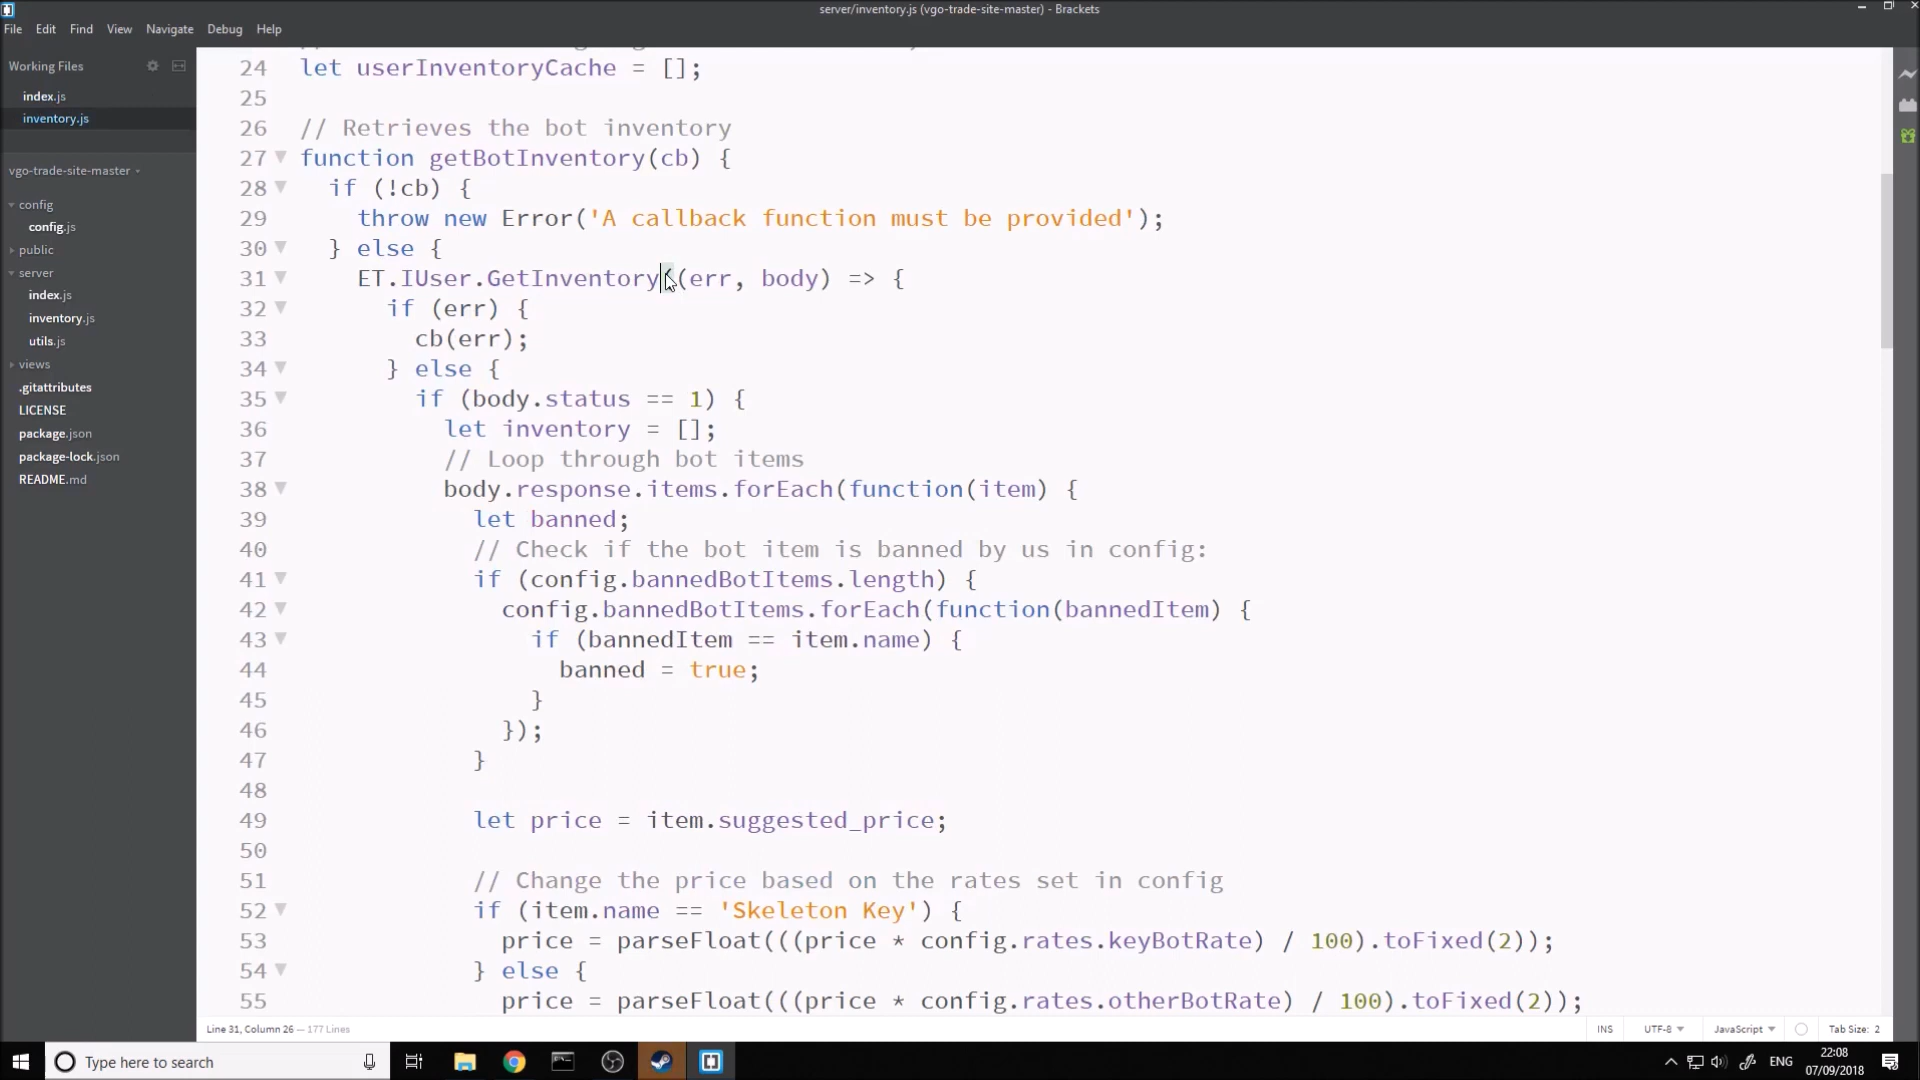 server/inventory.js (vgo-trade-site-master) - Brackets
File Edit Find View Navigate Debug Help
Working Files
index.js
inventory.js
vgo-trade-site-master
config
config.js
public
server
index.js
inventory.js
utils.js
views
.gitattributes
LICENSE
package.json
package-lock.json
README.md
24 let userInventoryCache = [];
25
26 // Retrieves the bot inventory
27 function getBotInventory(cb) {
28 if (!cb) {
29 throw new Error('A callback function must be provided');
30 } else {
31 ET.IUser.GetInventory((err, body) => {
32 if (err) {
33 cb(err);
34 } else {
35 if (body.status == 1) {
36 let inventory = [];
37 // Loop through bot items
38 body.response.items.forEach(function(item) {
39 let banned;
40 // Check if the bot item is banned by us in config:
41 if (config.bannedBotItems.length) {
42 config.bannedBotItems.forEach(function(bannedItem) {
43 if (bannedItem == item.name) {
44 banned = true;
45 }
46 });
47 }
48
49 let price = item.suggested_price;
50
51 // Change the price based on the rates set in config
52 if (item.name == 'Skeleton Key') {
53 price = parseFloat(((price * config.rates.keyBotRate) / 100).toFixed(2));
54 } else {
55 price = parseFloat(((price * config.rates.otherBotRate) / 100).toFixed(2));
Line 31, Column 26 — 177 Lines
INS UTF-8 JavaScript Tab Size: 2
Type here to search
ENG
22:08
07/09/2018